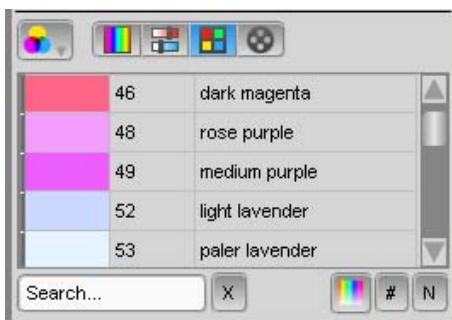 46 dark magenta
48 rose purple
49 medium purple
52 light lavender
53 paler lavender
Search... X # N